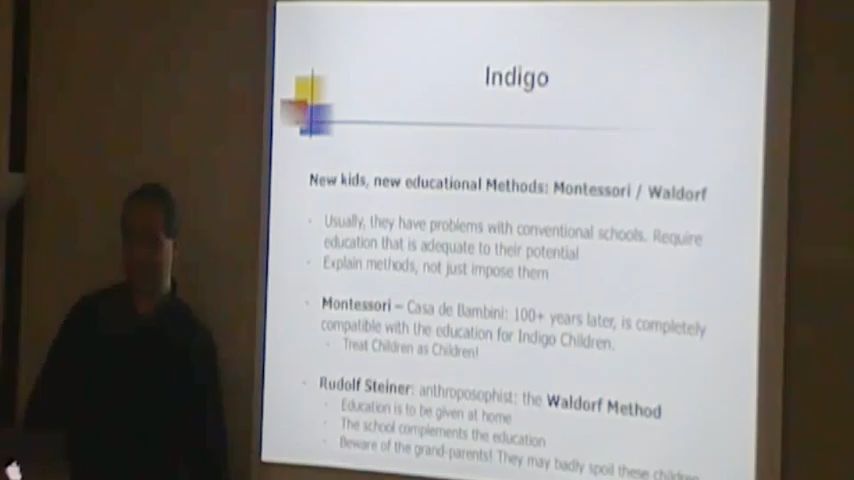 Indigo
New kids, new educational Methods: Montessori / Waldorf
Usually, they have problems with conventional schools. Require
education that is adequate to their potential
Explain methods, not just impose them
Montessori – Casa de Bambini: 100+ years later, is completely
compatible with the education for Indigo Children.
Treat Children as Children!
Rudolf Steiner: anthroposophist: the Waldorf Method
Education is to be given at home
The school complements the education
Beware of the grand-parents! They may badly spoil these children